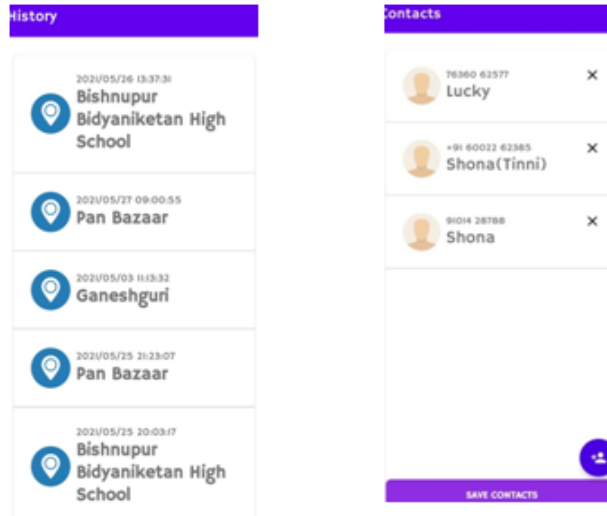 History
2021/05/26 13:37:31
Bishnupur
Bidyaniketan High
School
2021/05/27 09:00:55
Pan Bazaar
2021/05/03 11:13:32
Ganeshguri
2021/05/25 21:23:07
Pan Bazaar
2021/05/25 20:03:17
Bishnupur
Bidyaniketan High
School
Contacts
76360 62577
Lucky
+91 60022 62385
Shona(Tinni)
91014 28788
Shona
SAVE CONTACTS